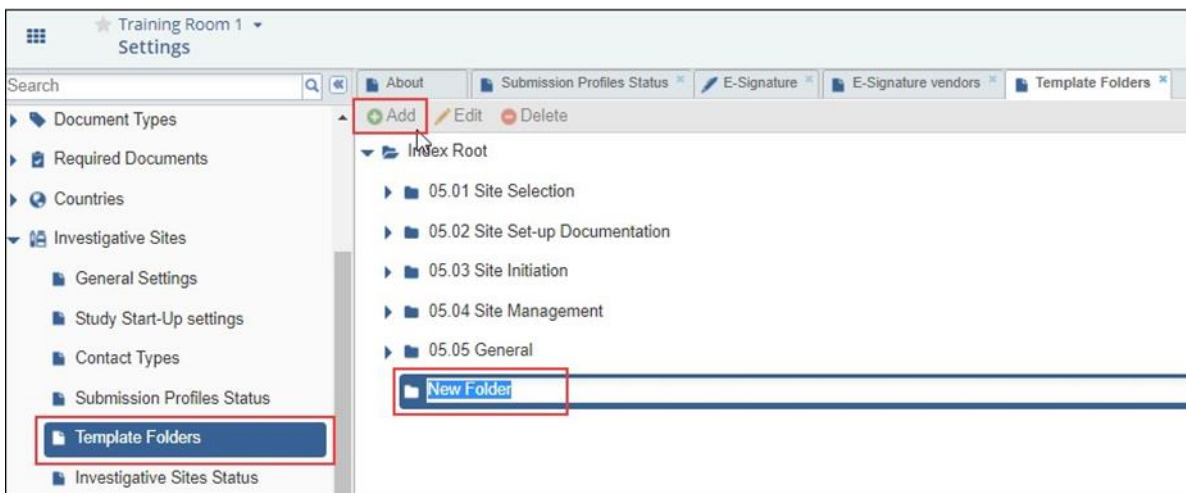 Training Room 1
Settings
Search
About
Submission Profiles Status
E-Signature
E-Signature vendors
Template Folders
Document Types
Required Documents
Countries
Investigative Sites
General Settings
Study Start-Up settings
Contact Types
Submission Profiles Status
Template Folders
Investigative Sites Status
Add
Edit
Delete
Index Root
05.01 Site Selection
05.02 Site Set-up Documentation
05.03 Site Initiation
05.04 Site Management
05.05 General
New Folder